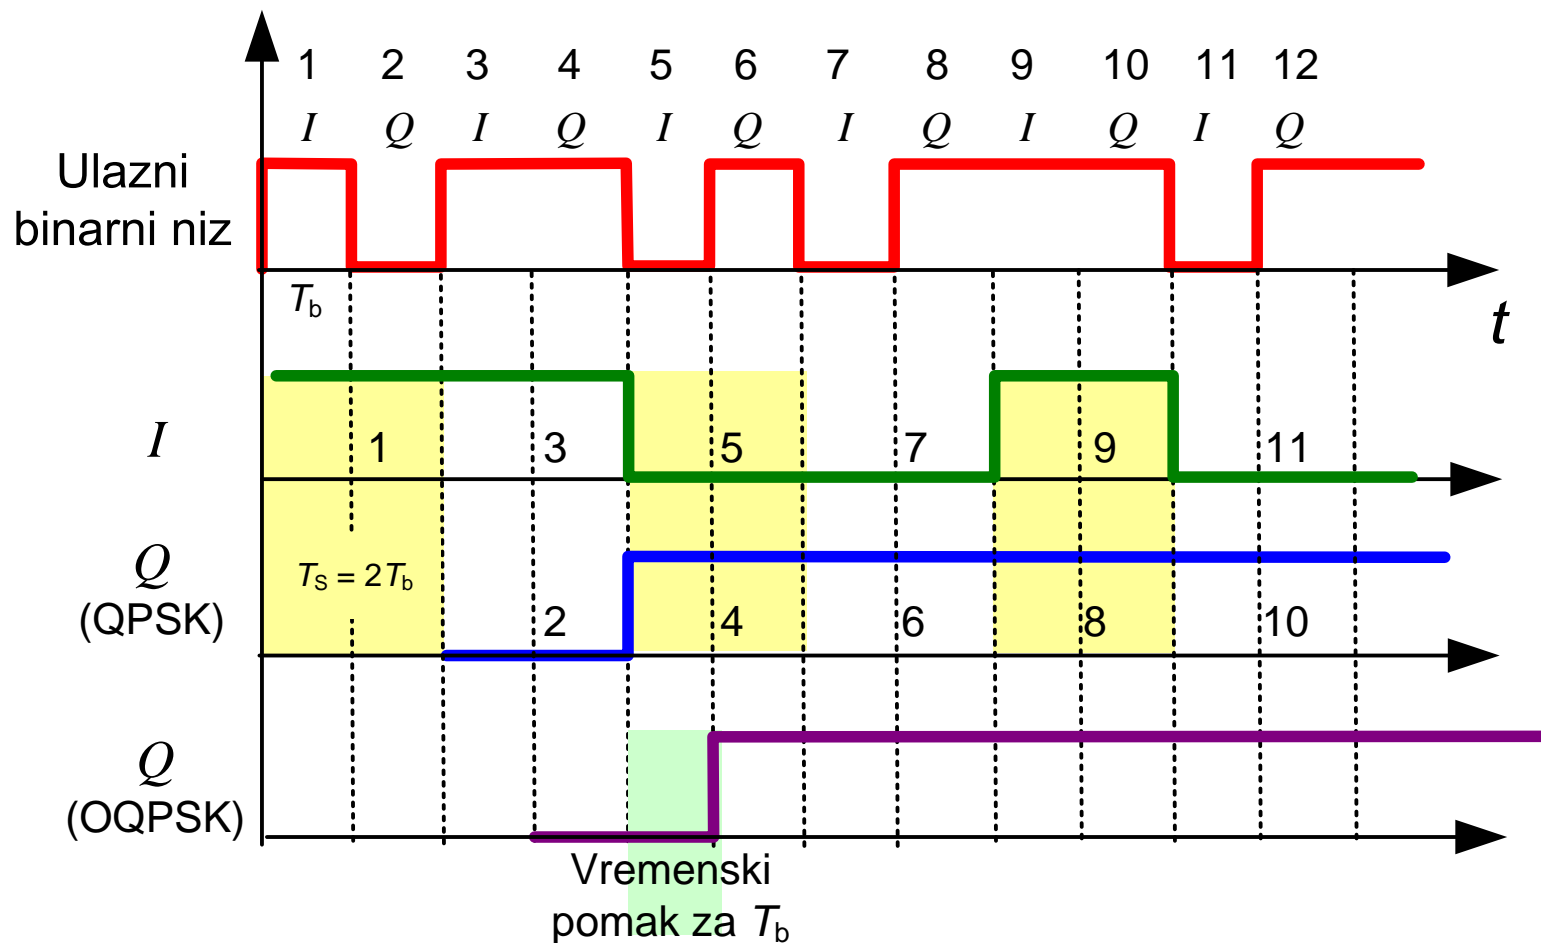 1 2 3 4 5 6 7 8 9 10 11 12
I Q I Q I Q I Q I Q I Q
Ulazni
binarni niz
Tb
t
I
1 3 5 7 9 11
Q
(QPSK)
TS = 2Tb
2 4 6 8 10
Q
(OQPSK)
Vremenski
pomak za Tb